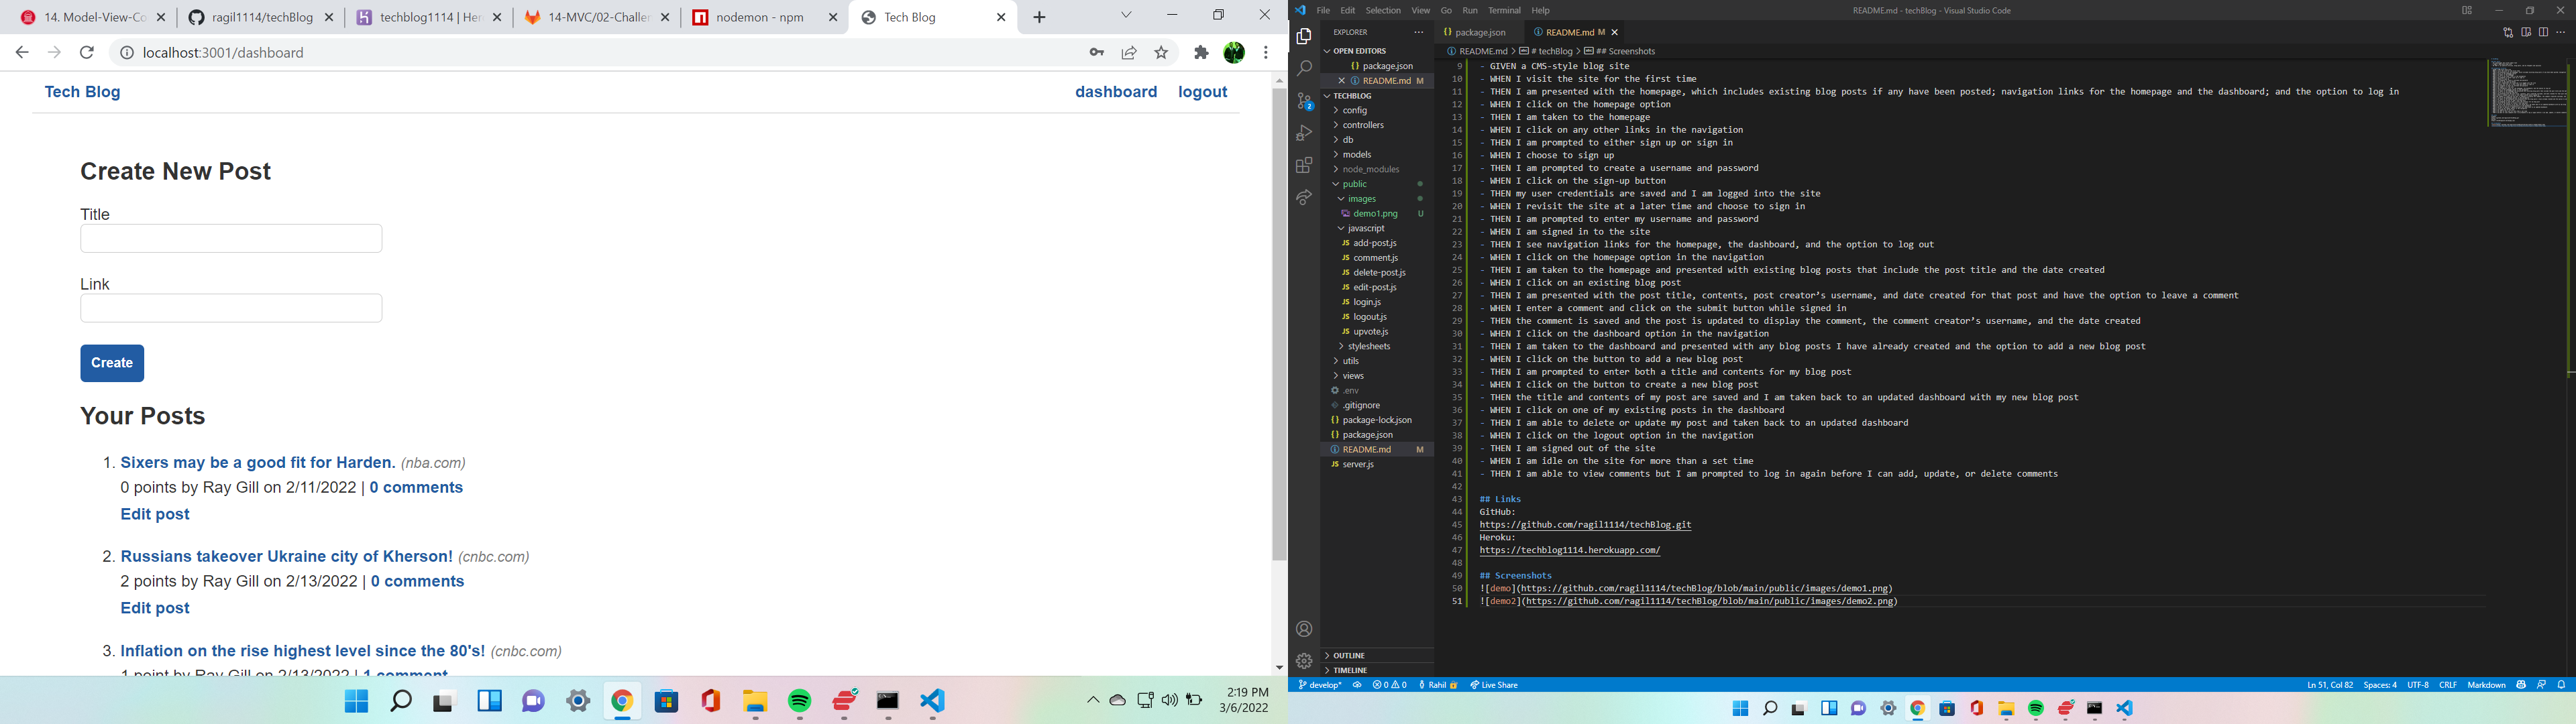 14. Model-View-Co
ragil1114/techBlog
techblog1114 | Her
14-MVC/02-Challen
nodemon - npm
Tech Blog
localhost:3001/dashboard
Tech Blog
dashboard
logout
Create New Post
Title
Link
Create
Your Posts
1. Sixers may be a good fit for Harden. (nba.com)
0 points by Ray Gill on 2/11/2022 | 0 comments
Edit post
2. Russians takeover Ukraine city of Kherson! (cnbc.com)
2 points by Ray Gill on 2/13/2022 | 0 comments
Edit post
3. Inflation on the rise highest level since the 80's! (cnbc.com)
1 point by Ray Gill on 2/13/2022 | 1 comment
2:19 PM
3/6/2022
File Edit Selection View Go Run Terminal Help
README.md - techBlog - Visual Studio Code
EXPLORER
OPEN EDITORS
{} package.json
README.md M
TECHBLOG
config
controllers
db
models
node_modules
public
images
demo1.png U
javascript
JS add-post.js
JS comment.js
JS delete-post.js
JS edit-post.js
JS login.js
JS logout.js
JS upvote.js
stylesheets
utils
views
.env
.gitignore
{} package-lock.json
{} package.json
README.md M
JS server.js
OUTLINE
TIMELINE
2
{} package.json
README.md M
README.md > # techBlog > ## Screenshots
9 - GIVEN a CMS-style blog site
10 - WHEN I visit the site for the first time
11 - THEN I am presented with the homepage, which includes existing blog posts if any have been posted; navigation links for the homepage and the dashboard; and the option to log in
12 - WHEN I click on the homepage option
13 - THEN I am taken to the homepage
14 - WHEN I click on any other links in the navigation
15 - THEN I am prompted to either sign up or sign in
16 - WHEN I choose to sign up
17 - THEN I am prompted to create a username and password
18 - WHEN I click on the sign-up button
19 - THEN my user credentials are saved and I am logged into the site
20 - WHEN I revisit the site at a later time and choose to sign in
21 - THEN I am prompted to enter my username and password
22 - WHEN I am signed in to the site
23 - THEN I see navigation links for the homepage, the dashboard, and the option to log out
24 - WHEN I click on the homepage option in the navigation
25 - THEN I am taken to the homepage and presented with existing blog posts that include the post title and the date created
26 - WHEN I click on an existing blog post
27 - THEN I am presented with the post title, contents, post creator’s username, and date created for that post and have the option to leave a comment
28 - WHEN I enter a comment and click on the submit button while signed in
29 - THEN the comment is saved and the post is updated to display the comment, the comment creator’s username, and the date created
30 - WHEN I click on the dashboard option in the navigation
31 - THEN I am taken to the dashboard and presented with any blog posts I have already created and the option to add a new blog post
32 - WHEN I click on the button to add a new blog post
33 - THEN I am prompted to enter both a title and contents for my blog post
34 - WHEN I click on the button to create a new blog post
35 - THEN the title and contents of my post are saved and I am taken back to an updated dashboard with my new blog post
36 - WHEN I click on one of my existing posts in the dashboard
37 - THEN I am able to delete or update my post and taken back to an updated dashboard
38 - WHEN I click on the logout option in the navigation
39 - THEN I am signed out of the site
40 - WHEN I am idle on the site for more than a set time
41 - THEN I am able to view comments but I am prompted to log in again before I can add, update, or delete comments
42
43 ## Links
44 GitHub:
45 https://github.com/ragil1114/techBlog.git
46 Heroku:
47 https://techblog1114.herokuapp.com/
48
49 ## Screenshots
50 ![demo](https://github.com/ragil1114/techBlog/blob/main/public/images/demo1.png)
51 ![demo2](https://github.com/ragil1114/techBlog/blob/main/public/images/demo2.png)
develop* 0 0 Rahil Live Share
Ln 51, Col 82 Spaces: 4 UTF-8 CRLF Markdown